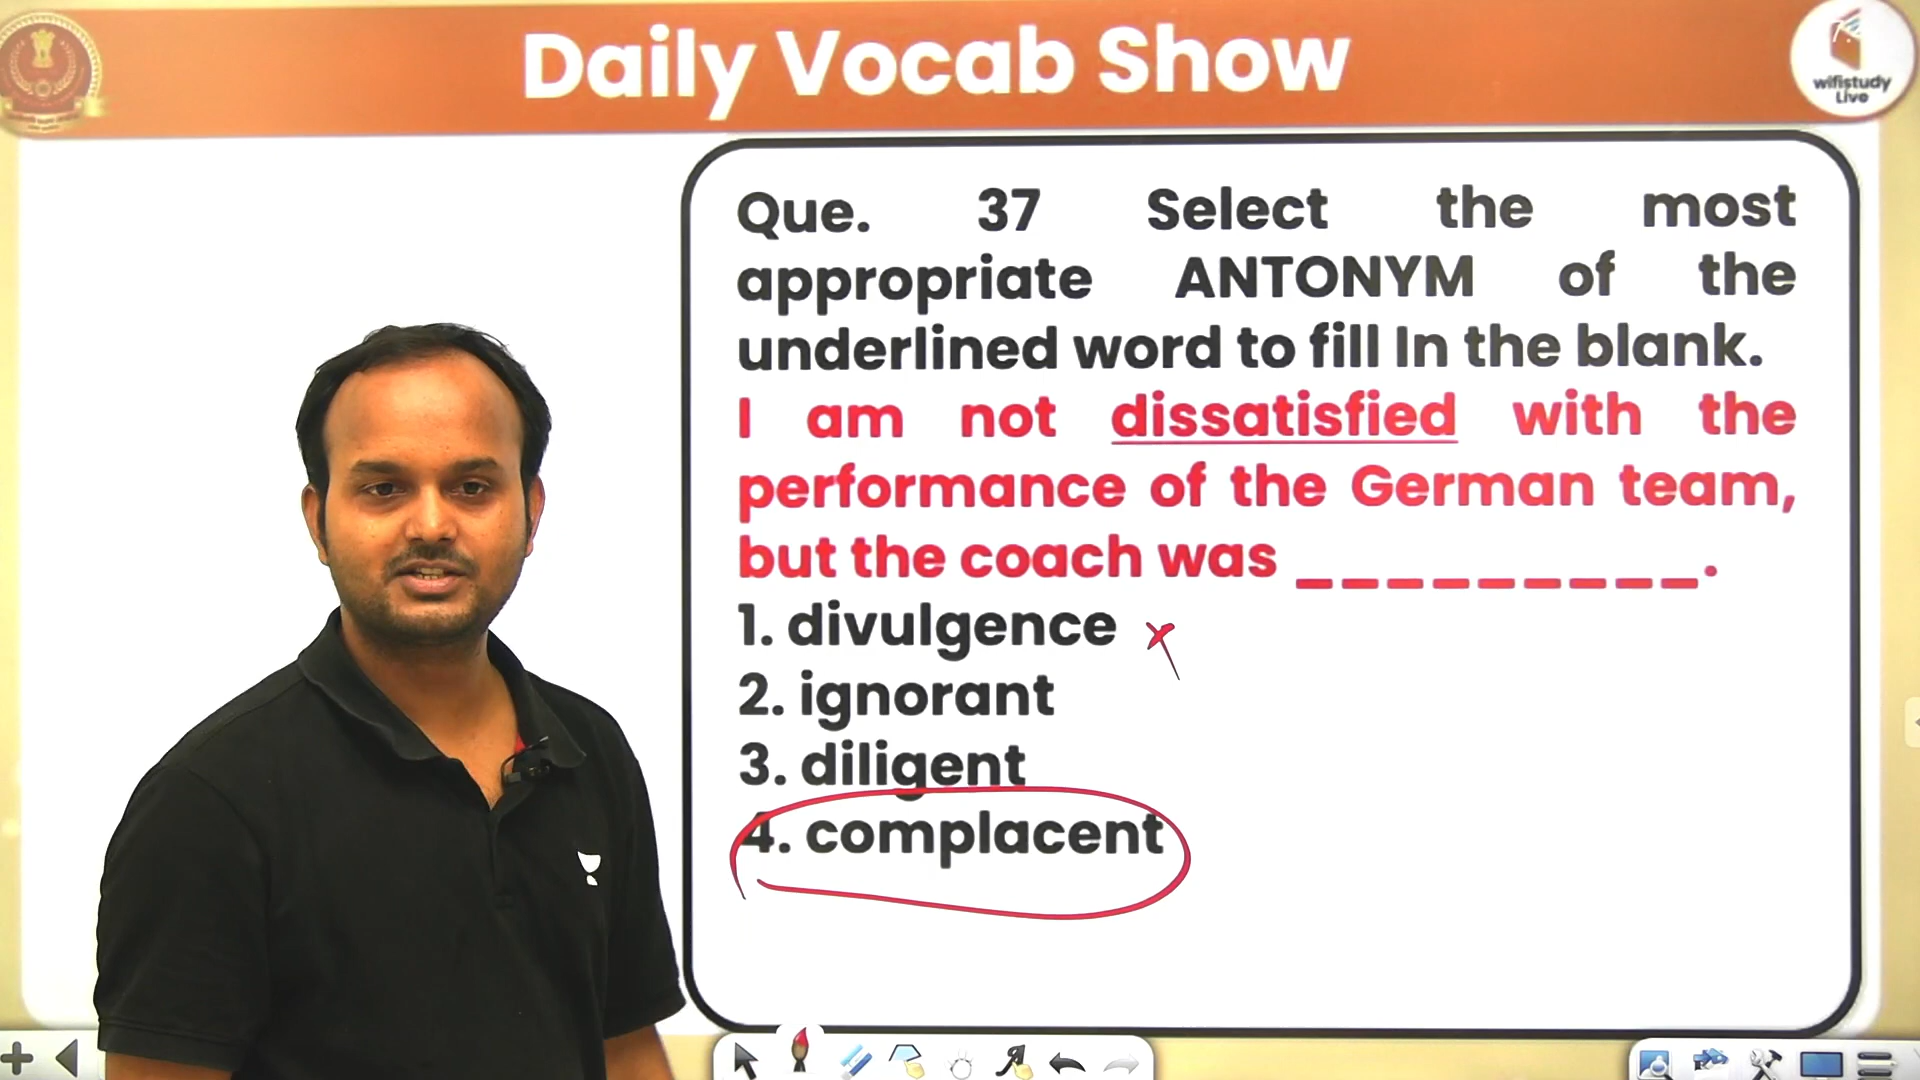 Daily Vocab Show
wifistudy
Live
Que. 37 Select the most
appropriate ANTONYM of the
underlined word to fill In the blank.
I am not dissatisfied with the
performance of the German team,
but the coach was _________.
1. divulgence
2. ignorant
3. diligent
4. complacent